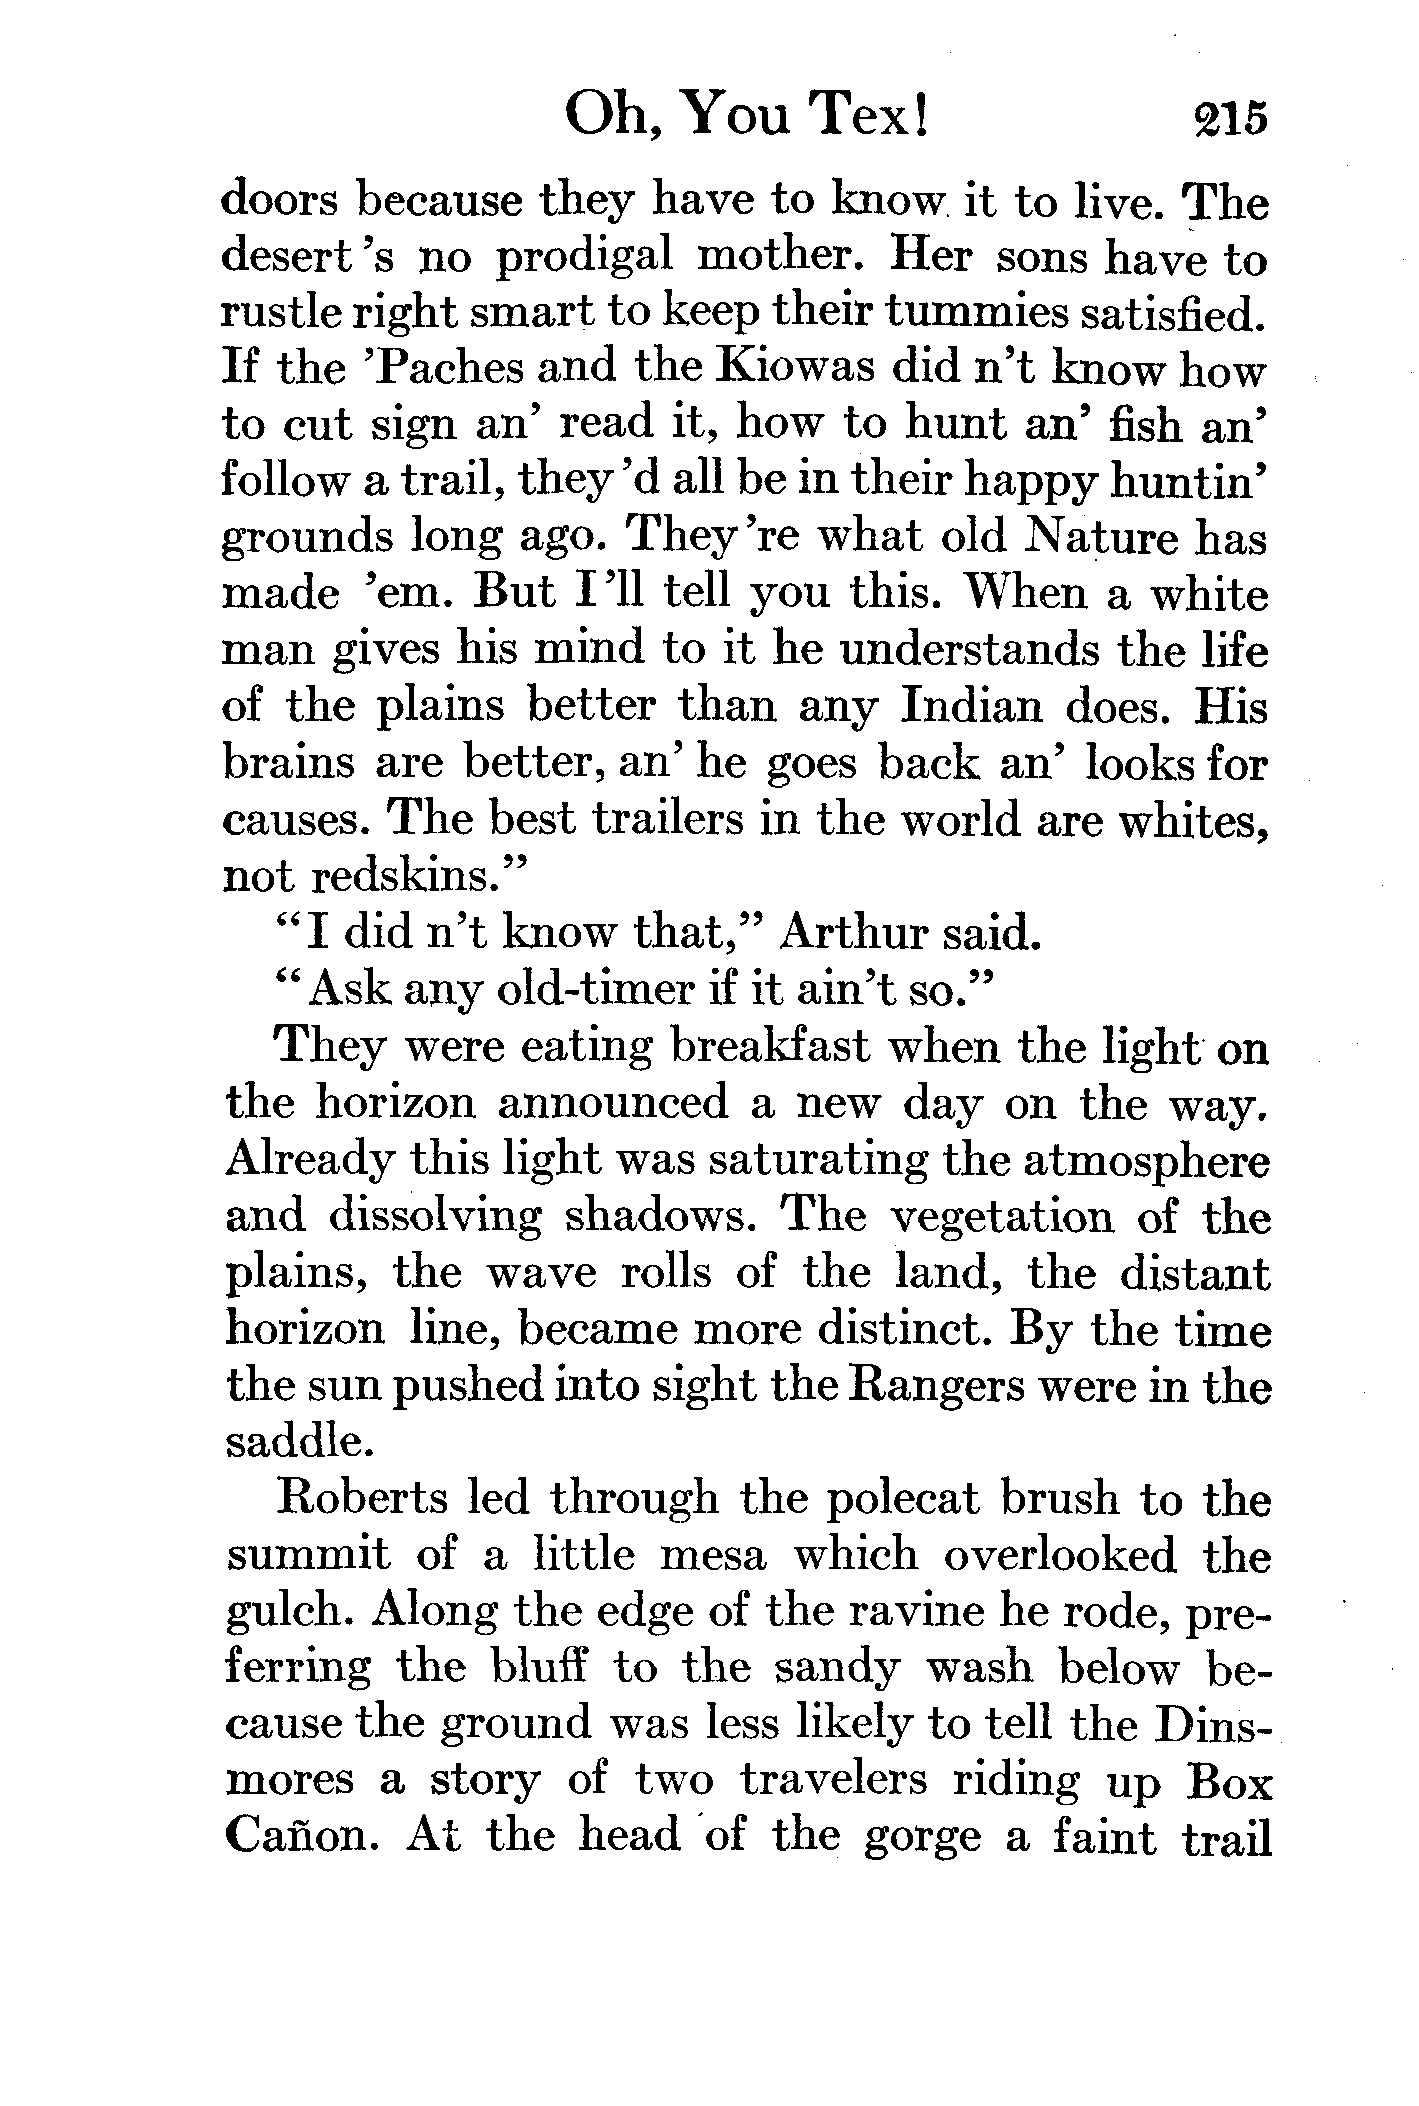 Oh, You Tex! 215
doors because they have to know it to live. The
desert's no prodigal mother. Her sons have to
rustle right smart to keep their tummies satisfied.
If the 'Paches and the Kiowas did n't know how
to cut sign an' read it, how to hunt an' fish an'
follow a trail, they'd all be in their happy huntin'
grounds long ago. They're what old Nature has
made 'em. But I'll tell you this. When a white
man gives his mind to it he understands the life
of the plains better than any Indian does. His
brains are better, an' he goes back an' looks for
causes. The best trailers in the world are whites,
not redskins.”
“I did n't know that,” Arthur said.
“Ask any old-timer if it ain't so.”
They were eating breakfast when the light on
the horizon announced a new day on the way.
Already this light was saturating the atmosphere
and dissolving shadows. The vegetation of the
plains, the wave rolls of the land, the distant
horizon line, became more distinct. By the time
the sun pushed into sight the Rangers were in the
saddle.
Roberts led through the polecat brush to the
summit of a little mesa which overlooked the
gulch. Along the edge of the ravine he rode, pre-
ferring the bluff to the sandy wash below be-
cause the ground was less likely to tell the Dins-
mores a story of two travelers riding up Box
Cañon. At the head of the gorge a faint trail